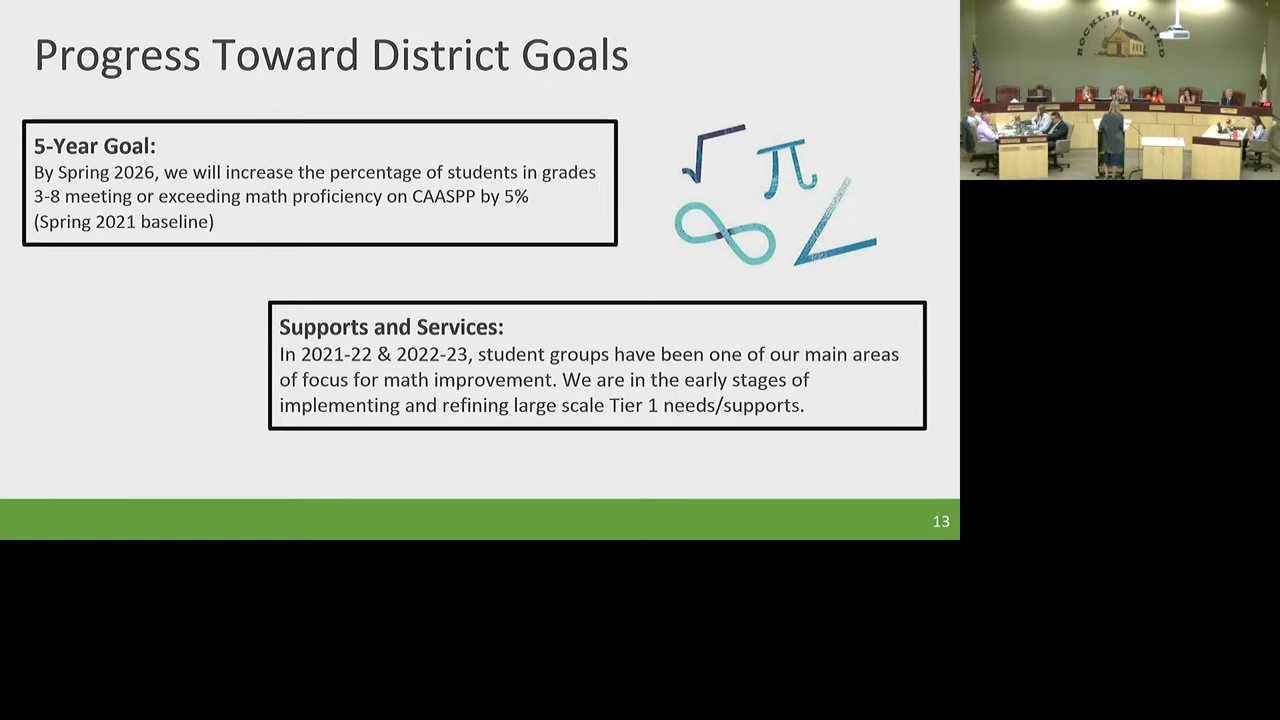 Progress Toward District Goals
5-Year Goal:
By Spring 2026, we will increase the percentage of students in grades
3-8 meeting or exceeding math proficiency on CAASPP by 5%
(Spring 2021 baseline)
√ π
∞ ∠
Supports and Services:
In 2021-22 & 2022-23, student groups have been one of our main areas
of focus for math improvement. We are in the early stages of
implementing and refining large scale Tier 1 needs/supports.
13
ROCKLIN UNIFIED